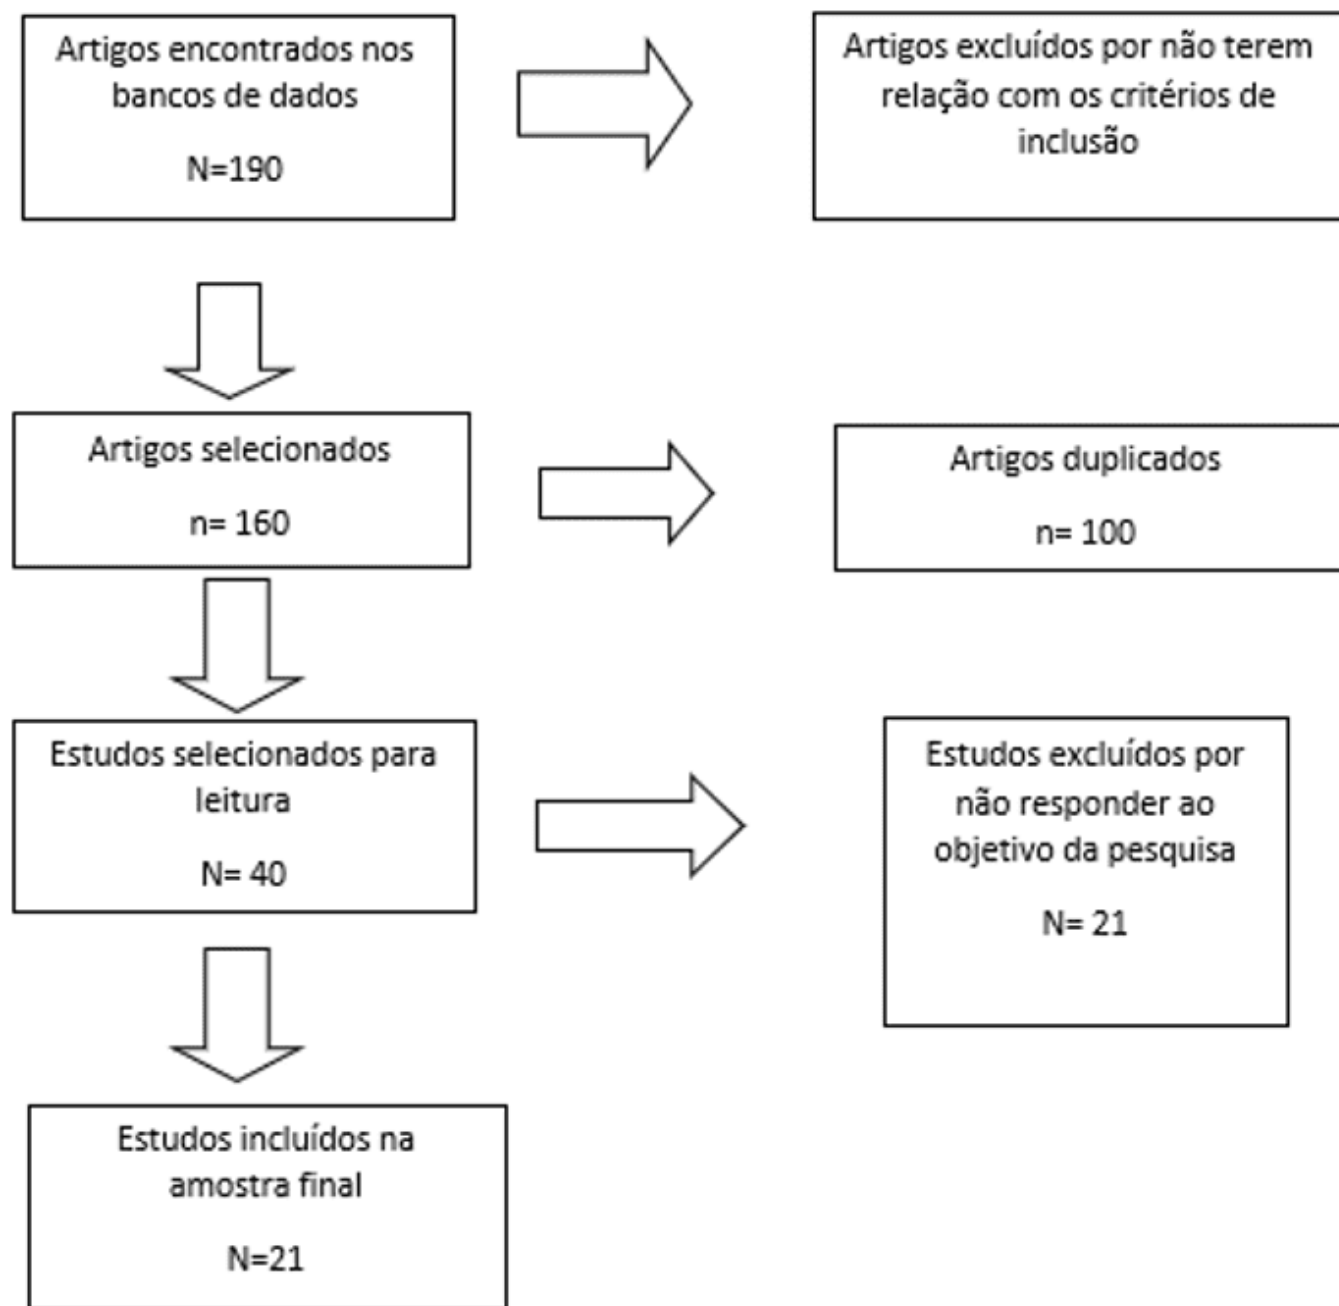 Artigos encontrados nos
bancos de dados
N=190
Artigos excluídos por não terem
relação com os critérios de
inclusão
Artigos selecionados
n= 160
Artigos duplicados
n= 100
Estudos selecionados para
leitura
N= 40
Estudos excluídos por
não responder ao
objetivo da pesquisa
N= 21
Estudos incluídos na
amostra final
N=21